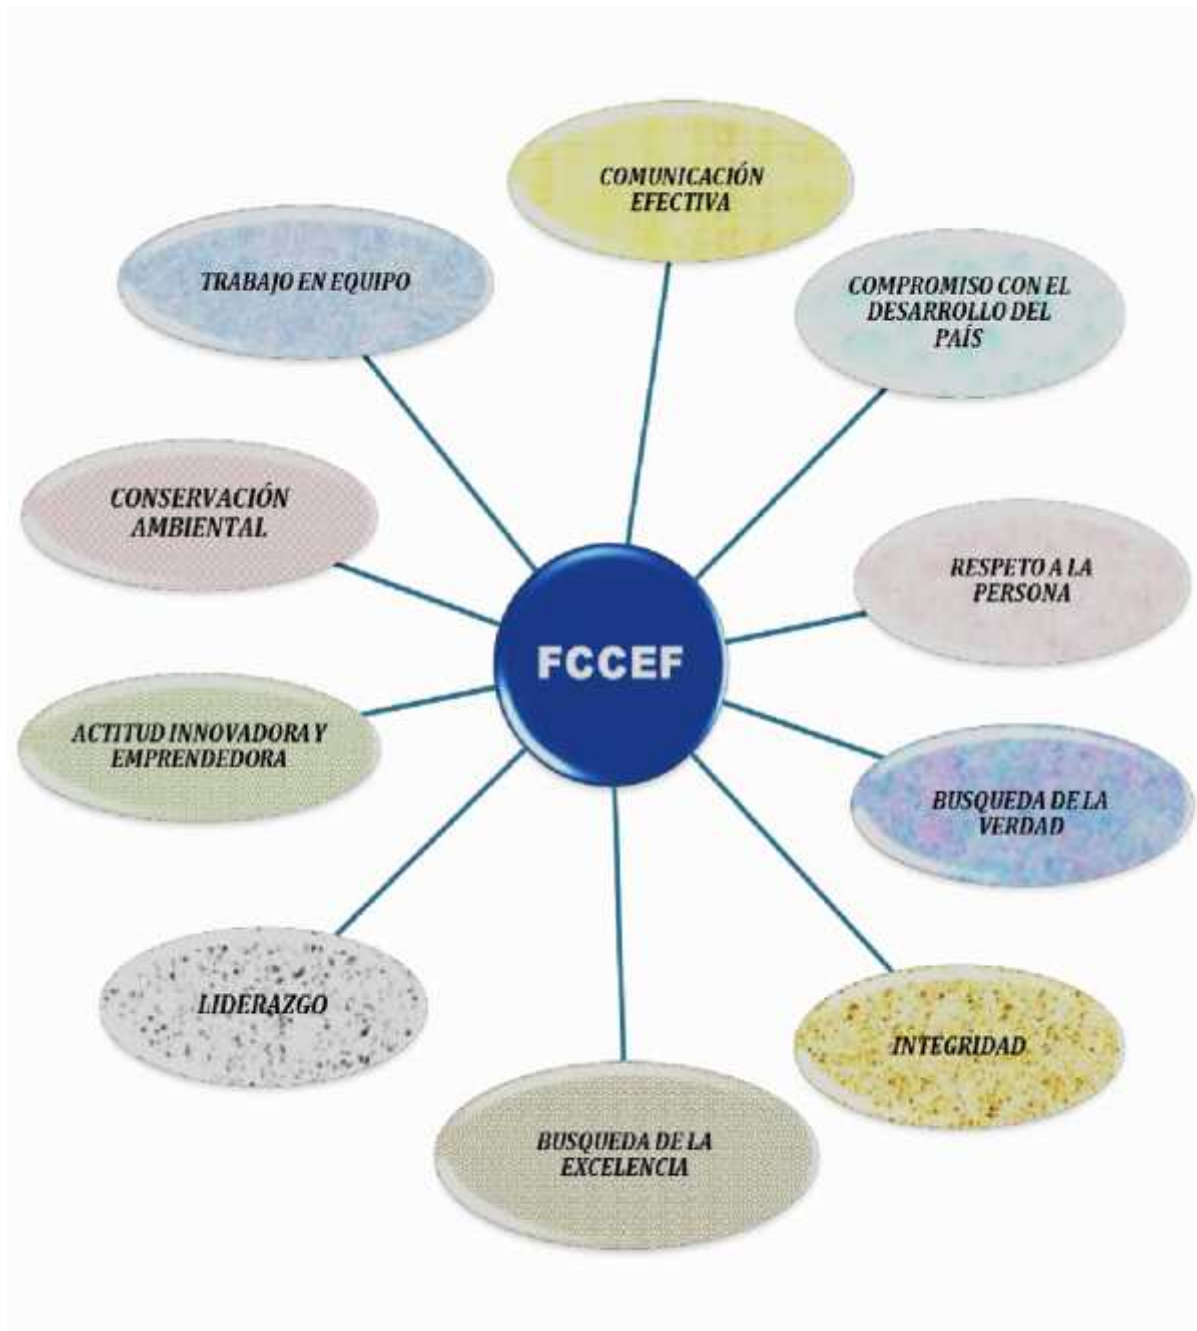 COMUNICACIÓN
EFECTIVA
TRABAJO EN EQUIPO
COMPROMISO CON EL
DESARROLLO DEL
PAÍS
CONSERVACIÓN
AMBIENTAL
RESPETO A LA
PERSONA
FCCEF
ACTITUD INNOVADORA Y
EMPRENDEDORA
BUSQUEDA DE LA
VERDAD
LIDERAZGO
INTEGRIDAD
BUSQUEDA DE LA
EXCELENCIA